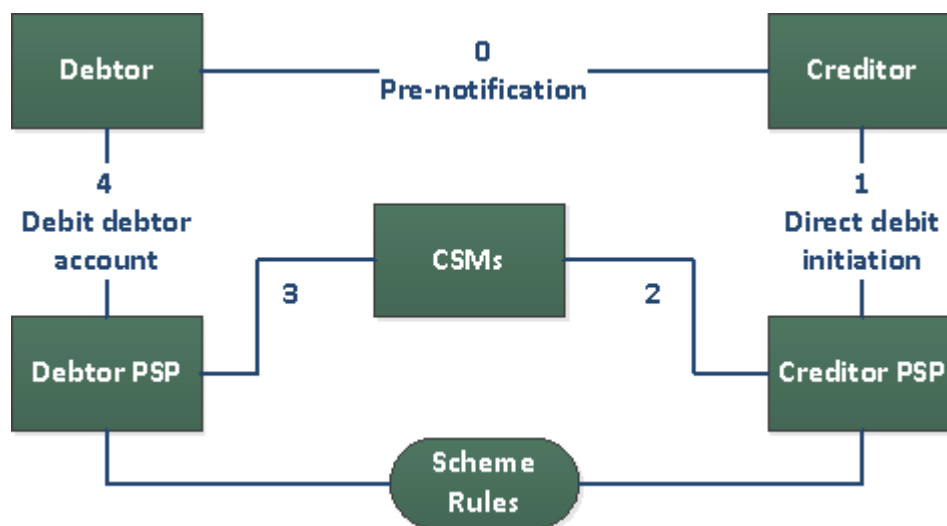 0
Debtor
Pre-notification
Creditor
4
Debit debtor
account
1
Direct debit
initiation
CSMs
3
2
Debtor PSP
Creditor PSP
Scheme
Rules